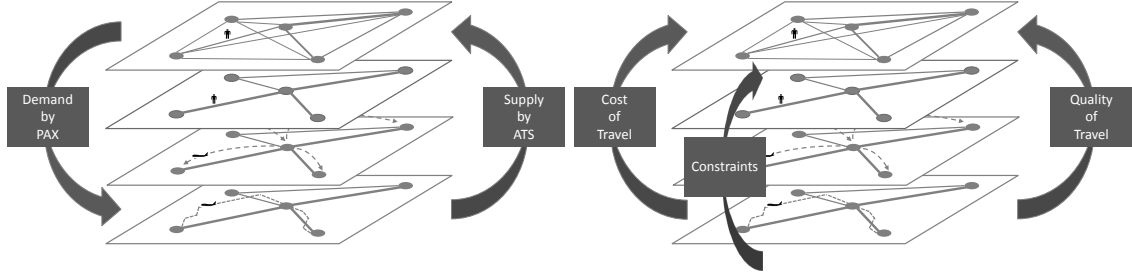 Demand
by
PAX
Supply
by
ATS
Cost
of
Travel
Constraints
Quality
of
Travel